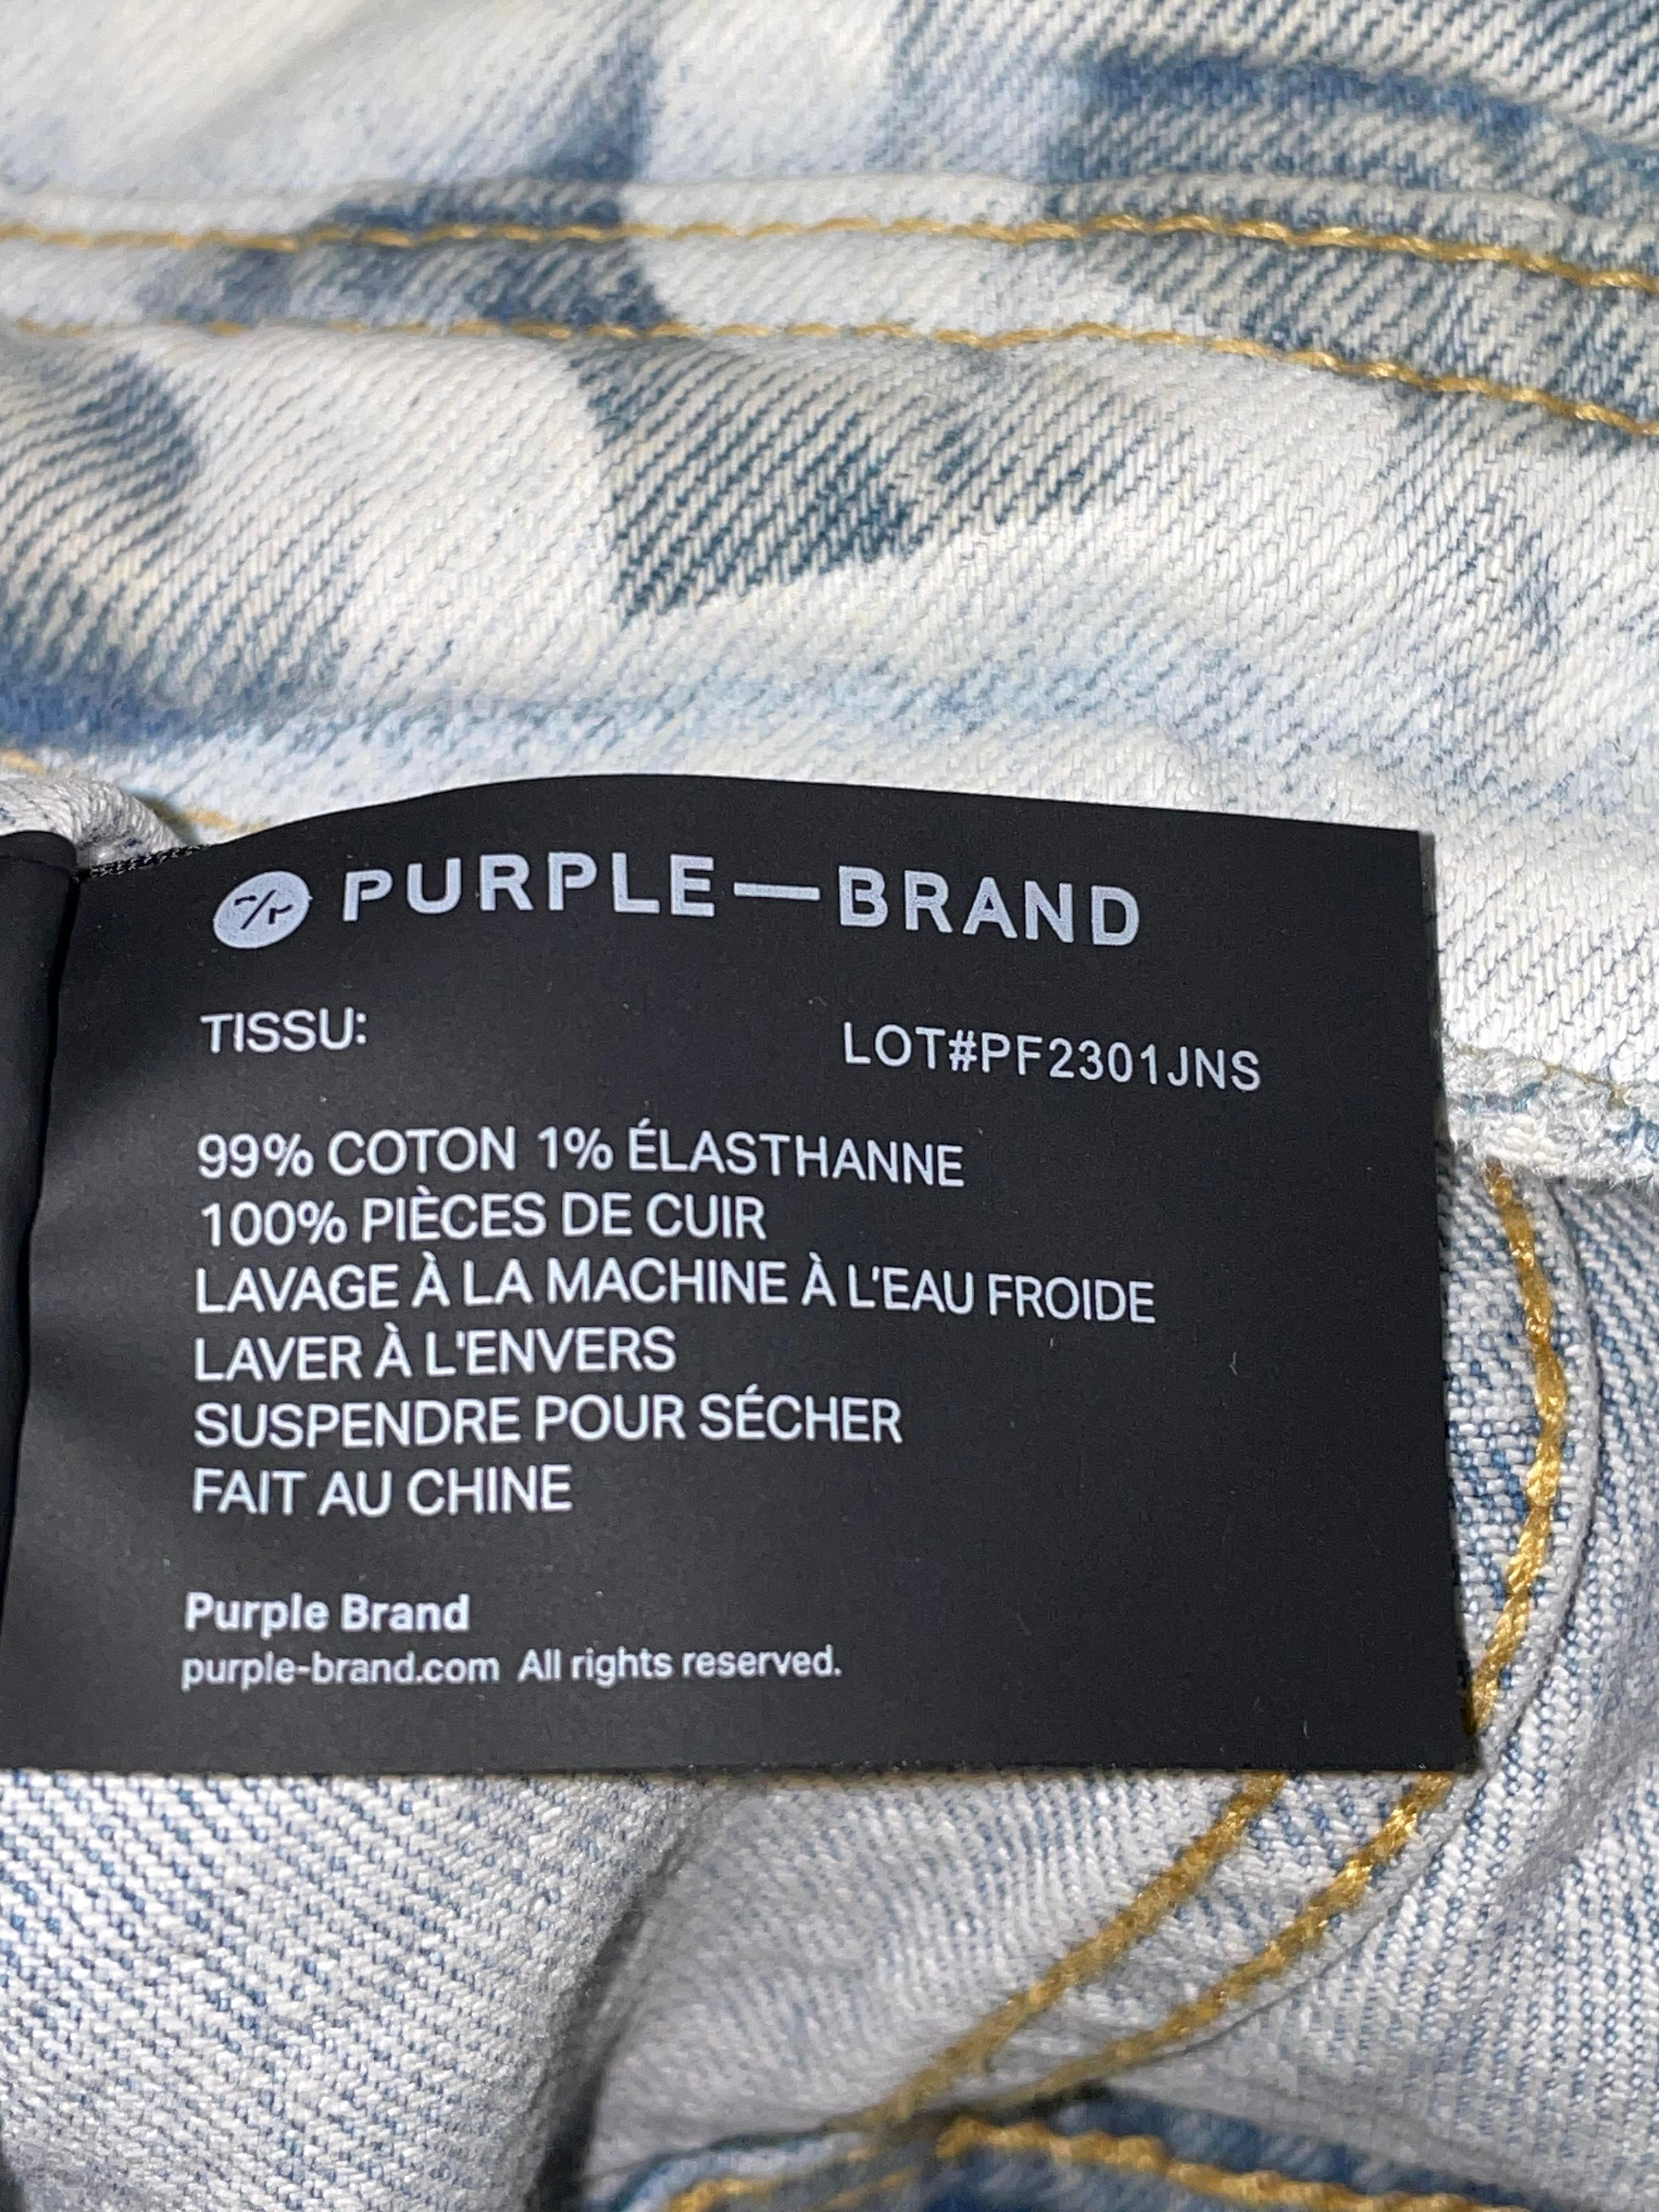 PURPLE—BRAND
TISSU:
LOT#PF2301JNS
99% COTON 1% ÉLASTHANNE
100% PIÈCES DE CUIR
LAVAGE À LA MACHINE À L'EAU FROIDE
LAVER À L'ENVERS
SUSPENDRE POUR SÉCHER
FAIT AU CHINE
Purple Brand
purple-brand.com All rights reserved.